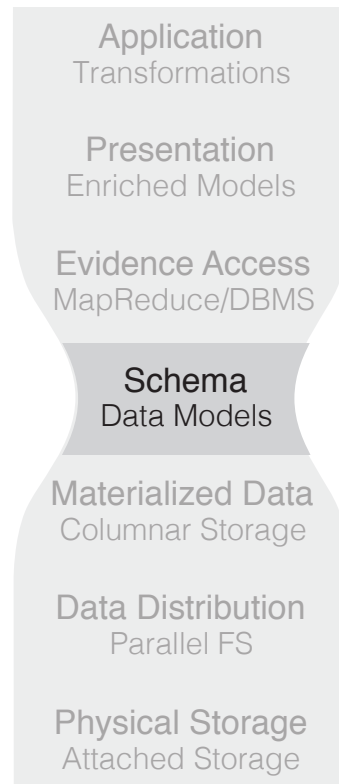 Application
Transformations
Presentation
Enriched Models
Evidence Access
MapReduce/DBMS
Schema
Data Models
Materialized Data
Columnar Storage
Data Distribution
Parallel FS
Physical Storage
Attached Storage